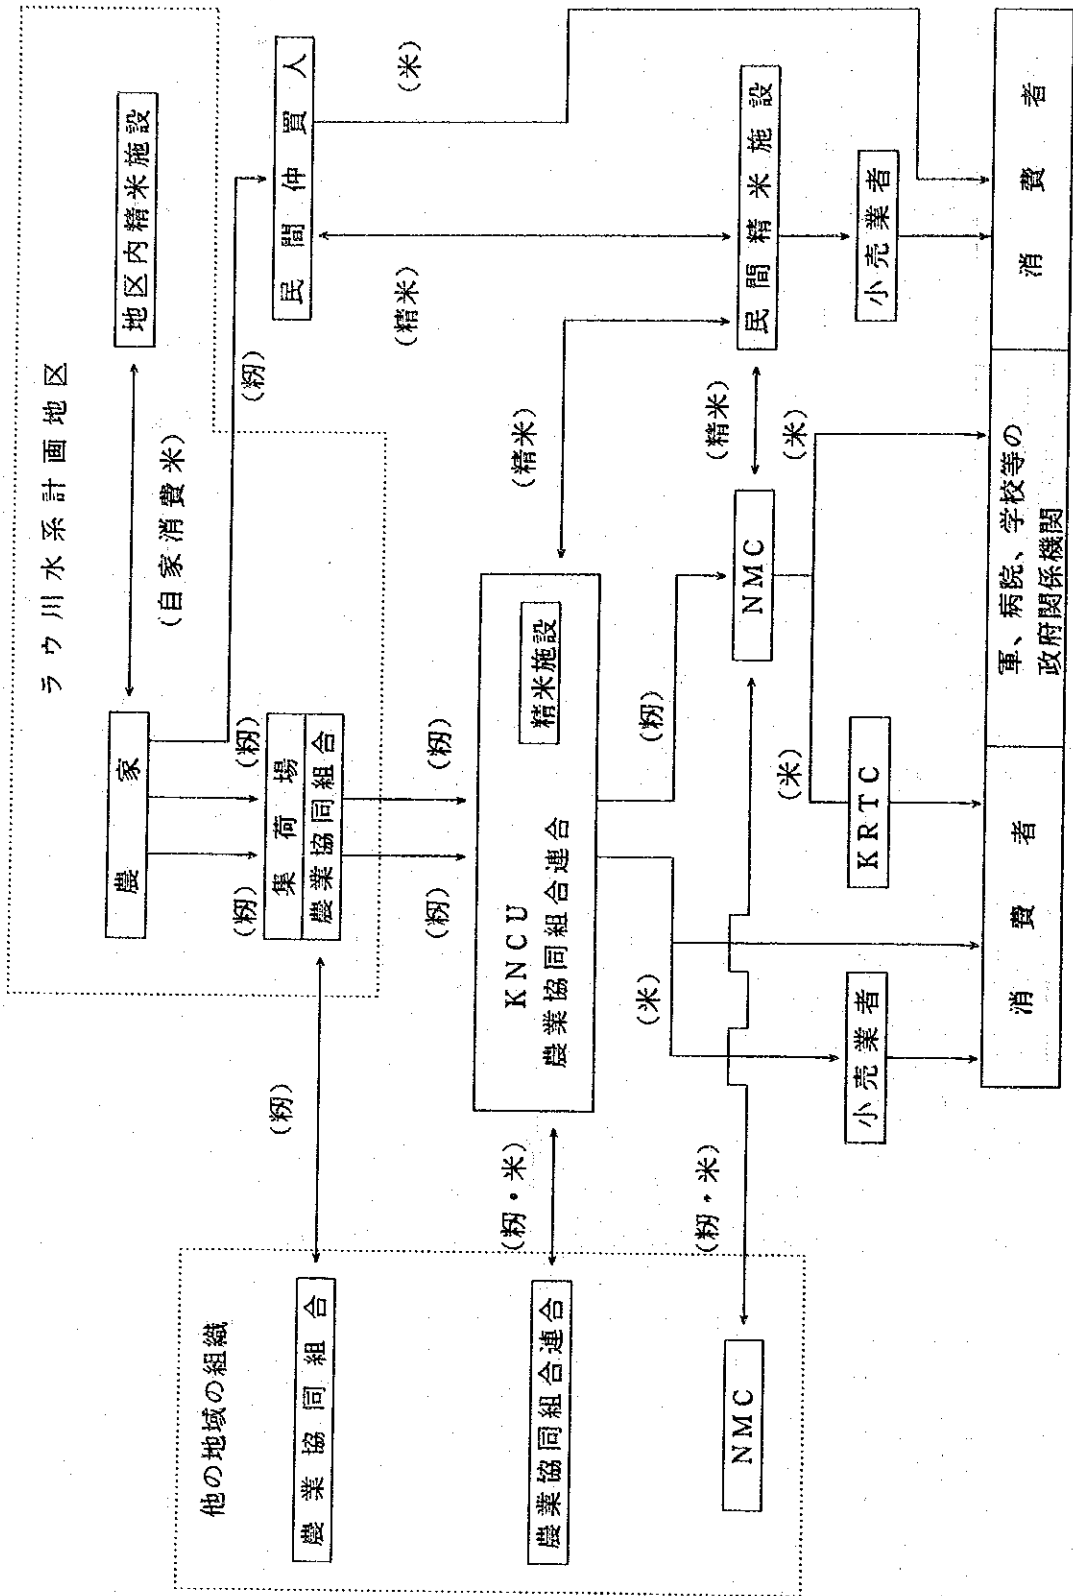 ラウ川水系計画地区
農家
(自家消費米)
地区内精米施設
(籾)
(籾)
(籾)
集荷場
農業協同組合
民間仲買人
(籾)
(籾)
(籾)
(精米)
(米)
他の地域の組織
農業協同組合
農業協同組合連合
(籾・米)
KNCU
農業協同組合連合
精米施設
(精米)
(米)
(籾)
NMC
(籾・米)
NMC
(精米)
民間精米施設
(米)
(米)
小売業者
KRTC
小売業者
消費者
軍、病院、学校等の
政府関係機関
消費者